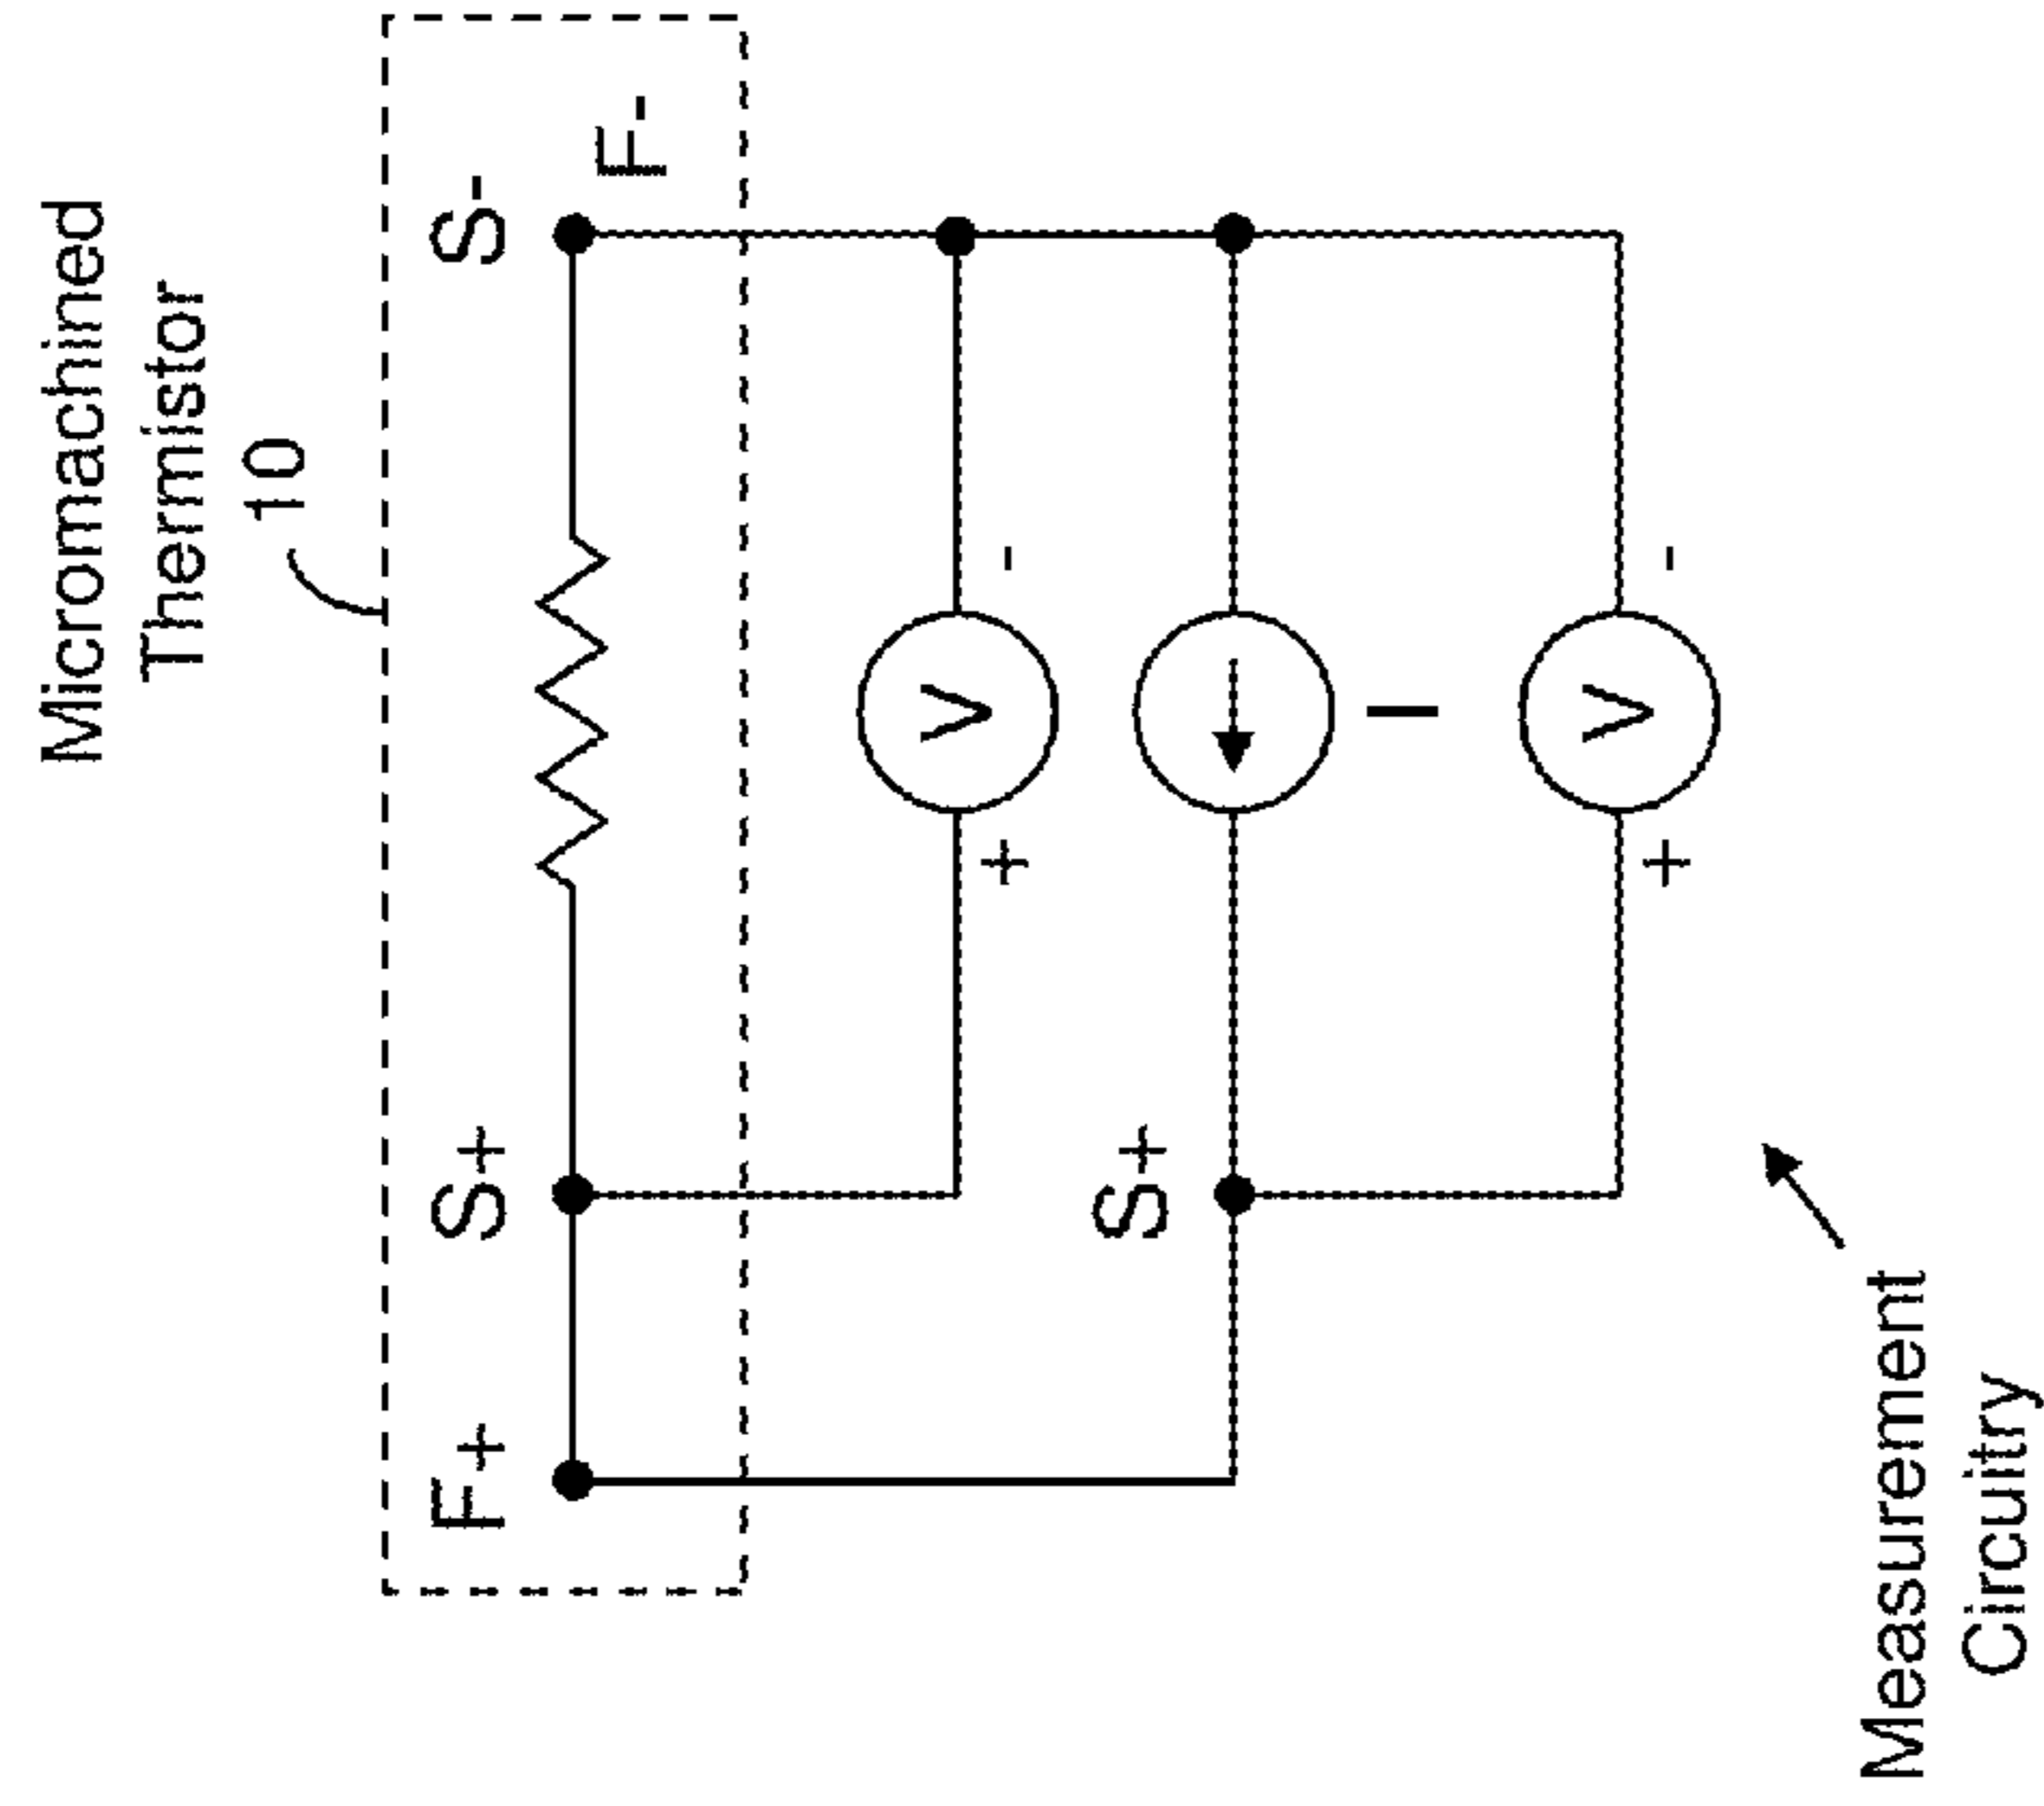 Micromachined
Thermistor
10
F+
S+
S-
F-
+
V
-
S+
I
+
V
-
Measurement
Circuitry